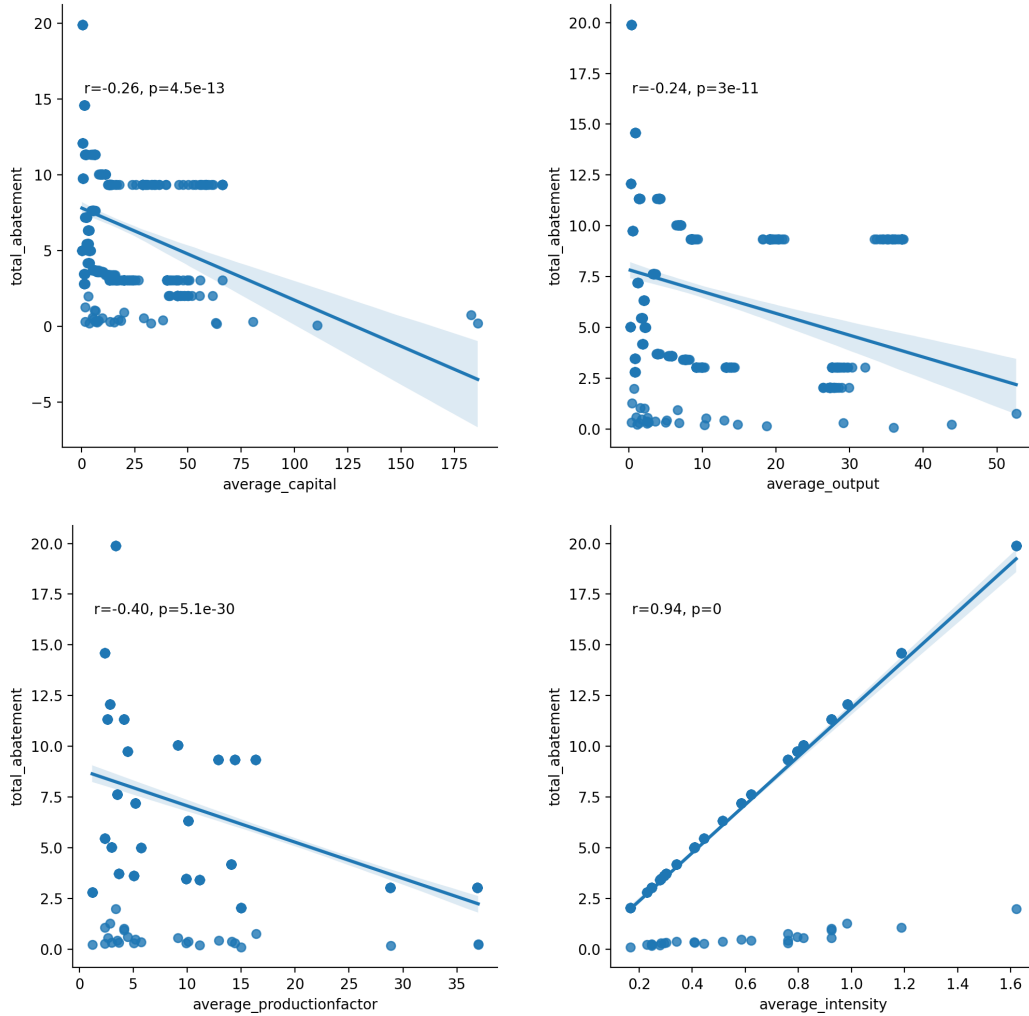 20
15
10
5
0
−5
total_abatement
r=-0.26, p=4.5e-13
0 25 50 75 100 125 150 175
average_capital
20.0
17.5
15.0
12.5
10.0
7.5
5.0
2.5
0.0
total_abatement
r=-0.24, p=3e-11
0 10 20 30 40 50
average_output
20.0
17.5
15.0
12.5
10.0
7.5
5.0
2.5
0.0
total_abatement
r=-0.40, p=5.1e-30
0 5 10 15 20 25 30 35
average_productionfactor
20.0
17.5
15.0
12.5
10.0
7.5
5.0
2.5
0.0
total_abatement
r=0.94, p=0
0.2 0.4 0.6 0.8 1.0 1.2 1.4 1.6
average_intensity